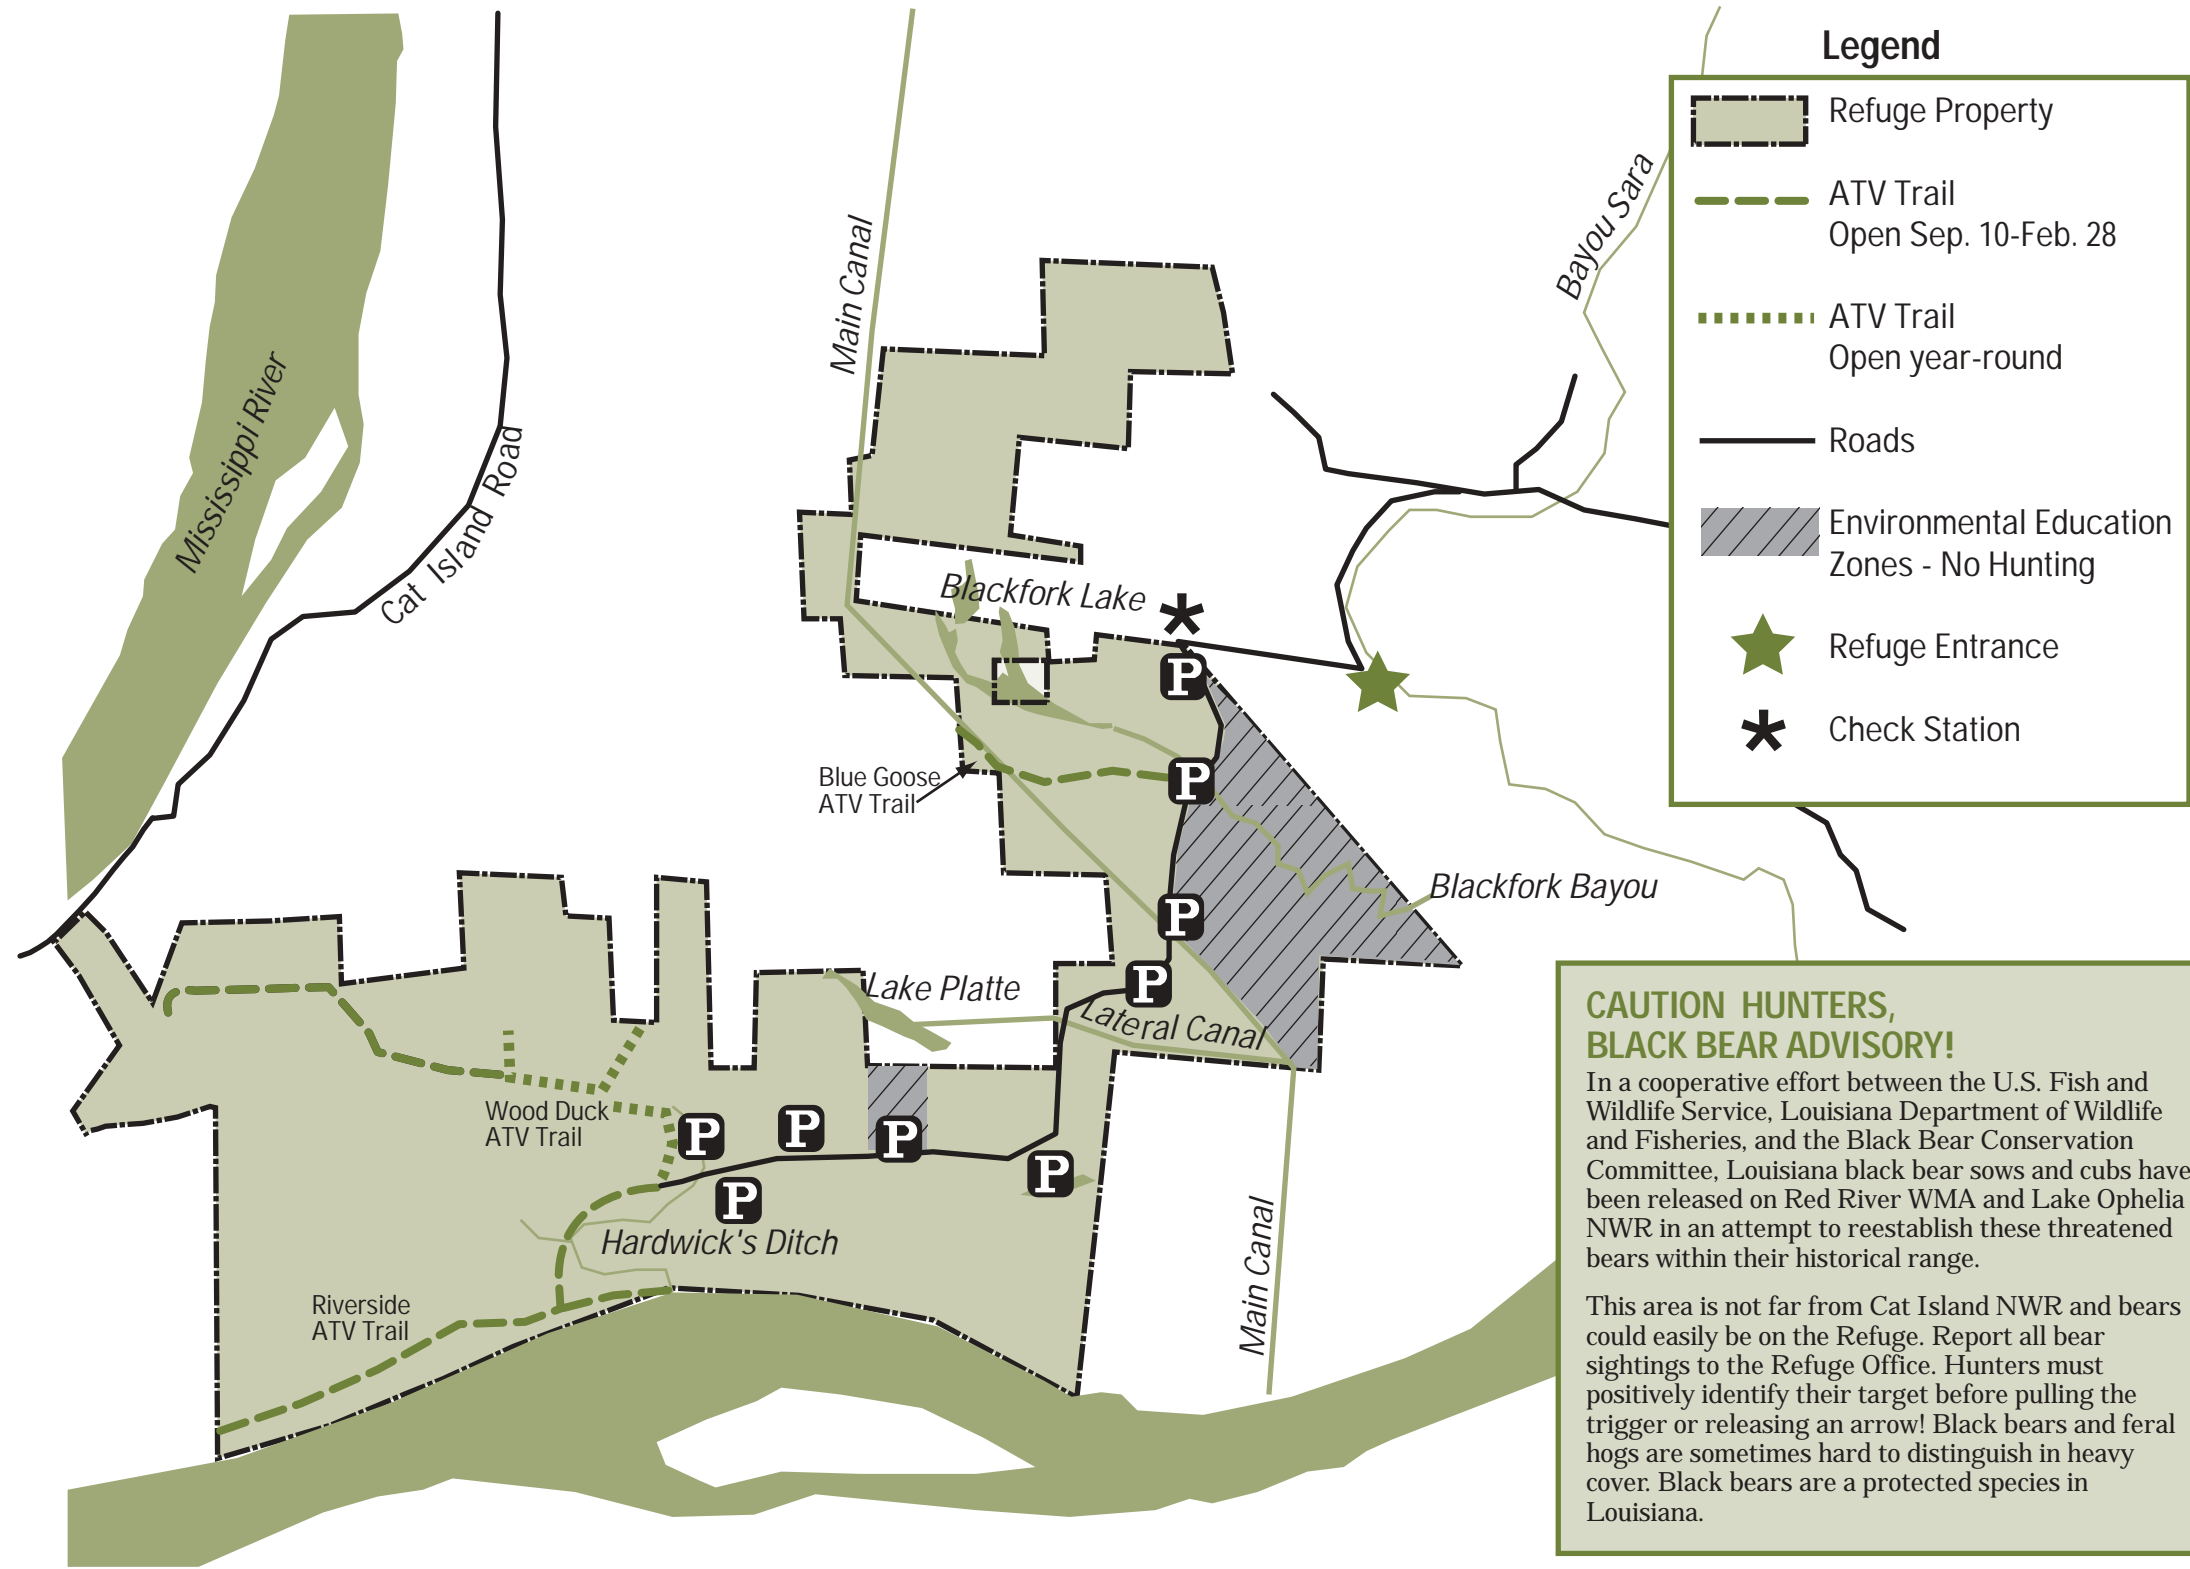 Legend
Refuge Property
ATV Trail
Open Sep. 10-Feb. 28
ATV Trail
Open year-round
Roads
Environmental Education
Zones - No Hunting
Refuge Entrance
Check Station
Mississippi River
Cat Island Road
Main Canal
Bayou Sara
Blackfork Lake
P
Blue Goose
ATV Trail
P
Blackfork Bayou
P
P
Lake Platte
Lateral Canal
Wood Duck
ATV Trail
P
P
P
P
P
Hardwick's Ditch
Main Canal
Riverside
ATV Trail
CAUTION HUNTERS,
BLACK BEAR ADVISORY!
In a cooperative effort between the U.S. Fish and
Wildlife Service, Louisiana Department of Wildlife
and Fisheries, and the Black Bear Conservation
Committee, Louisiana black bear sows and cubs have
been released on Red River WMA and Lake Ophelia
NWR in an attempt to reestablish these threatened
bears within their historical range.
This area is not far from Cat Island NWR and bears
could easily be on the Refuge. Report all bear
sightings to the Refuge Office. Hunters must
positively identify their target before pulling the
trigger or releasing an arrow! Black bears and feral
hogs are sometimes hard to distinguish in heavy
cover. Black bears are a protected species in
Louisiana.